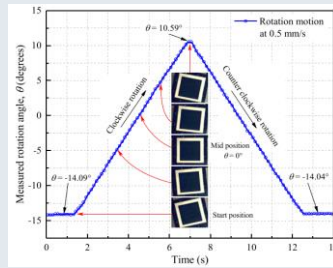 Measured rotation angle, θ (degrees)
15
10
5
0
-5
-10
-15
θ = 10.59°
Rotation motion
at 0.5 mm/s
Clockwise rotation
Counter clockwise
rotation
Mid position
θ = 0°
θ = -14.09°
θ = -14.04°
Start position
0 2 4 6 8 10 12
Time (s)